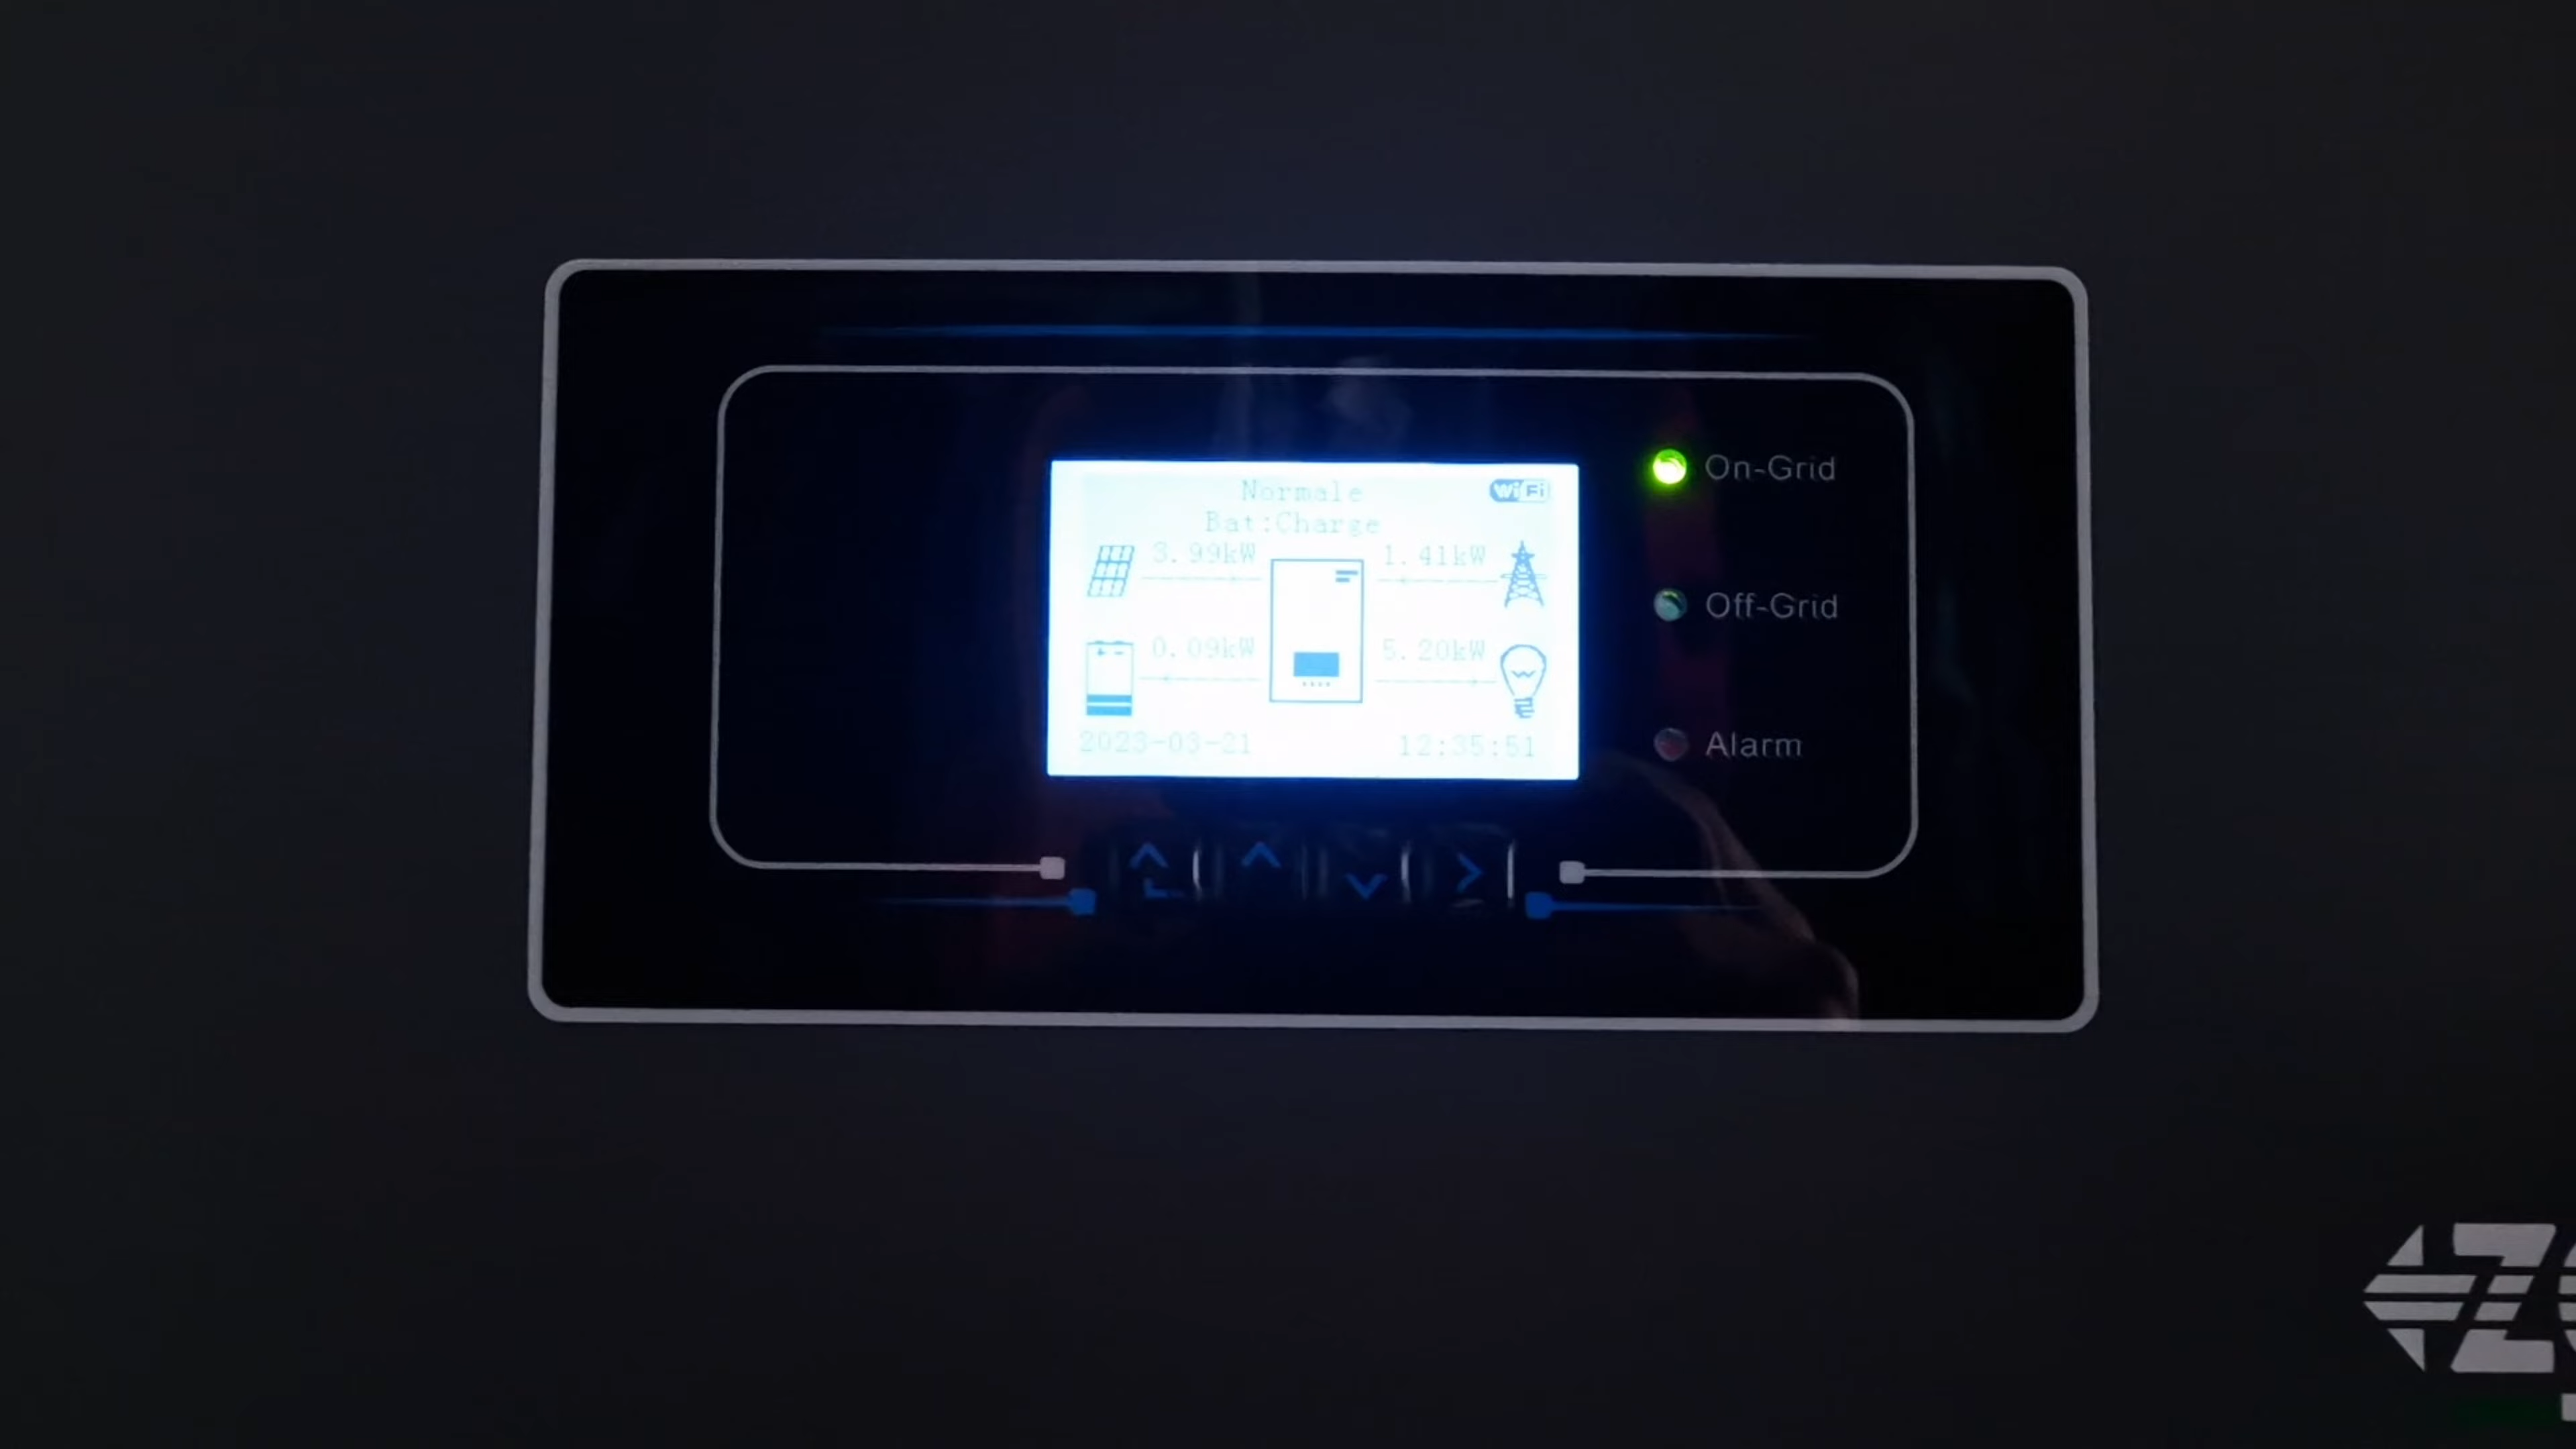 Normale
WiFi
Bat:Charge
3.99kW
1.41kW
0.09kW
5.20kW
2023-03-21
12:35:51
On-Grid
Off-Grid
Alarm